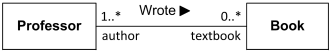 1..* Wrote ▶ 0..*
Professor Book
author textbook